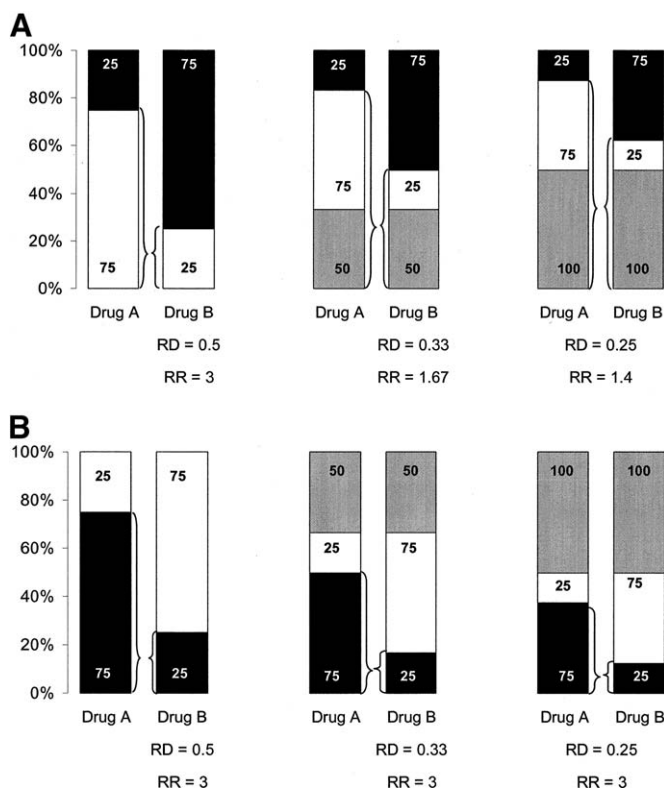 A
100%
80%
60%
40%
20%
0%
25 75 25 75 25 75
75 25 75 25
75 25 50 50 100 100
Drug A Drug B Drug A Drug B Drug A Drug B
RD = 0.5 RD = 0.33 RD = 0.25
RR = 3 RR = 1.67 RR = 1.4
B
100%
80%
60%
40%
20%
0%
25 75 50 50 100 100
25 75 25 75
75 25 75 25 75 25
Drug A Drug B Drug A Drug B Drug A Drug B
RD = 0.5 RD = 0.33 RD = 0.25
RR = 3 RR = 3 RR = 3